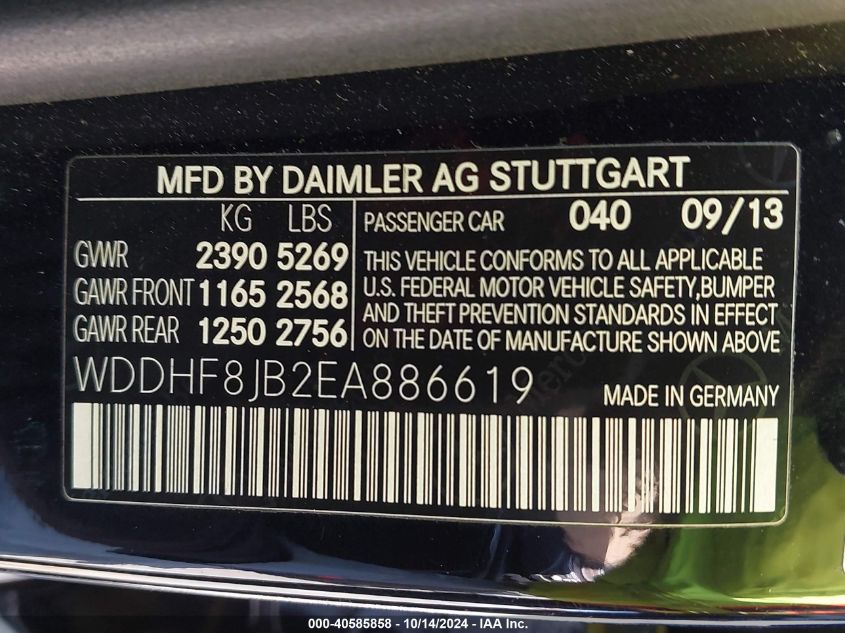 MFD BY DAIMLER AG STUTTGART
KG LBS
GVWR 2390 5269
GAWR FRONT 1165 2568
GAWR REAR 1250 2756
PASSENGER CAR 040 09/13
THIS VEHICLE CONFORMS TO ALL APPLICABLE
U.S. FEDERAL MOTOR VEHICLE SAFETY,BUMPER
AND THEFT PREVENTION STANDARDS IN EFFECT
ON THE DATE OF MANUFACTURE SHOWN ABOVE
WDDHF8JB2EA886619
MADE IN GERMANY
000-40585858 - 10/14/2024 - IAA Inc.